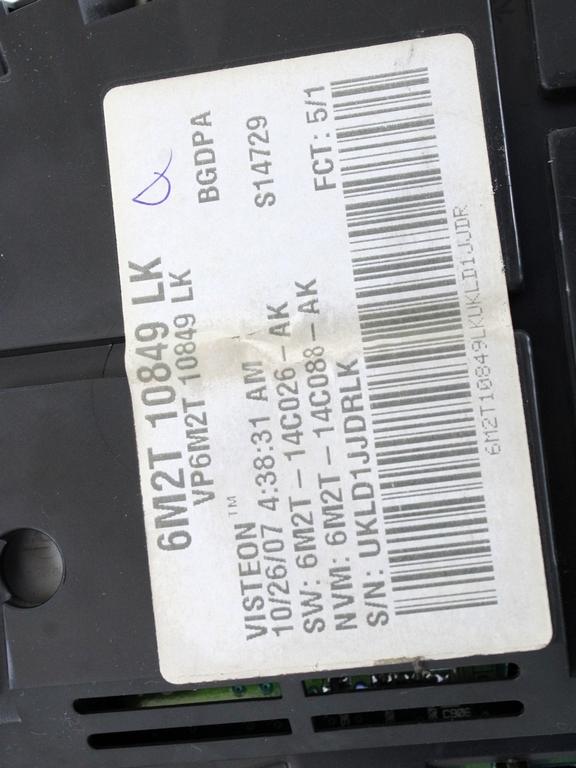 6M2T 10849 LK
VP6M2T 10849 LK
BGDPA
VISTEON™
10/26/07 4:38:31 AM
S14729
SW: 6M2T-14C026-AK
NVM: 6M2T-14C088-AK
FCT: 5/1
S/N: UKLD1JJDRLK
6M2T10849LKUKLD1JJDR
C906